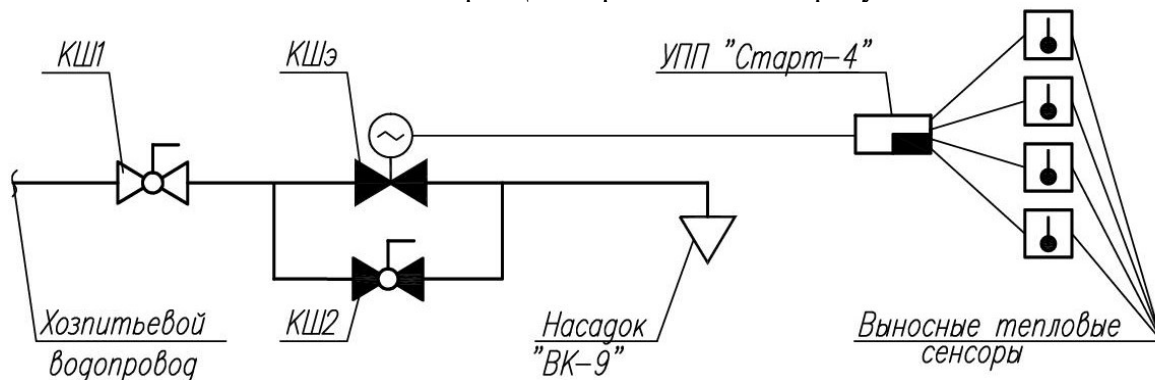 КШ1
КШэ
УПП "Старт-4"
Хозпитьевой
водопровод
КШ2
Насадок
"ВК-9"
Выносные тепловые
сенсоры